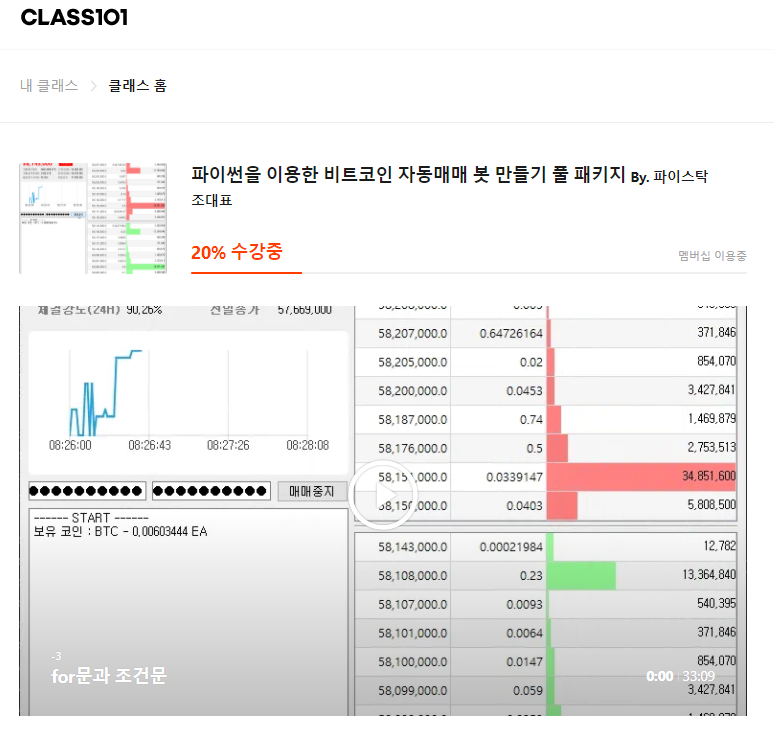 CLASS101
내 클래스 > 클래스 홈
파이썬을 이용한 비트코인 자동매매 봇 만들기 풀 패키지 By. 파이스탁
조대표
20% 수강중
멤버십 이용중
체결강도(24H) 90,26% 전일종가 57,669,000
58,207,000.0 0.64726164 371,846
58,205,000.0 0.02 854,070
58,200,000.0 0.0453 3,427,841
58,187,000.0 0.74 1,469,879
58,176,000.0 0.5 2,753,513
0.0339147 34,851,600
0.0403 5,808,500
08:26:00 08:26:43 08:27:26 08:28:08
매매중지
------ START ------
보유 코인 : BTC - 0,00603444 EA
58,143,000.0 0.00021984 12,782
58,108,000.0 0.23 13,364,840
58,107,000.0 0.0093 540,395
58,101,000.0 0.0064 371,846
58,100,000.0 0.0147 854,070
58,099,000.0 0.059 3,427,841
-3
for문과 조건문
0:00 33:09